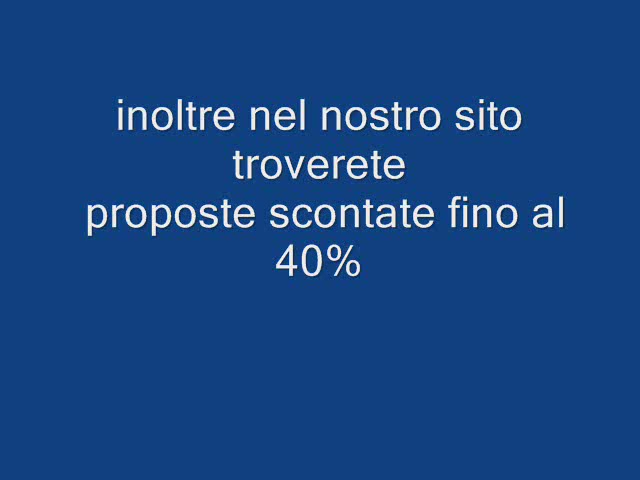 inoltre nel nostro sito
troverete
proposte scontate fino al
40%